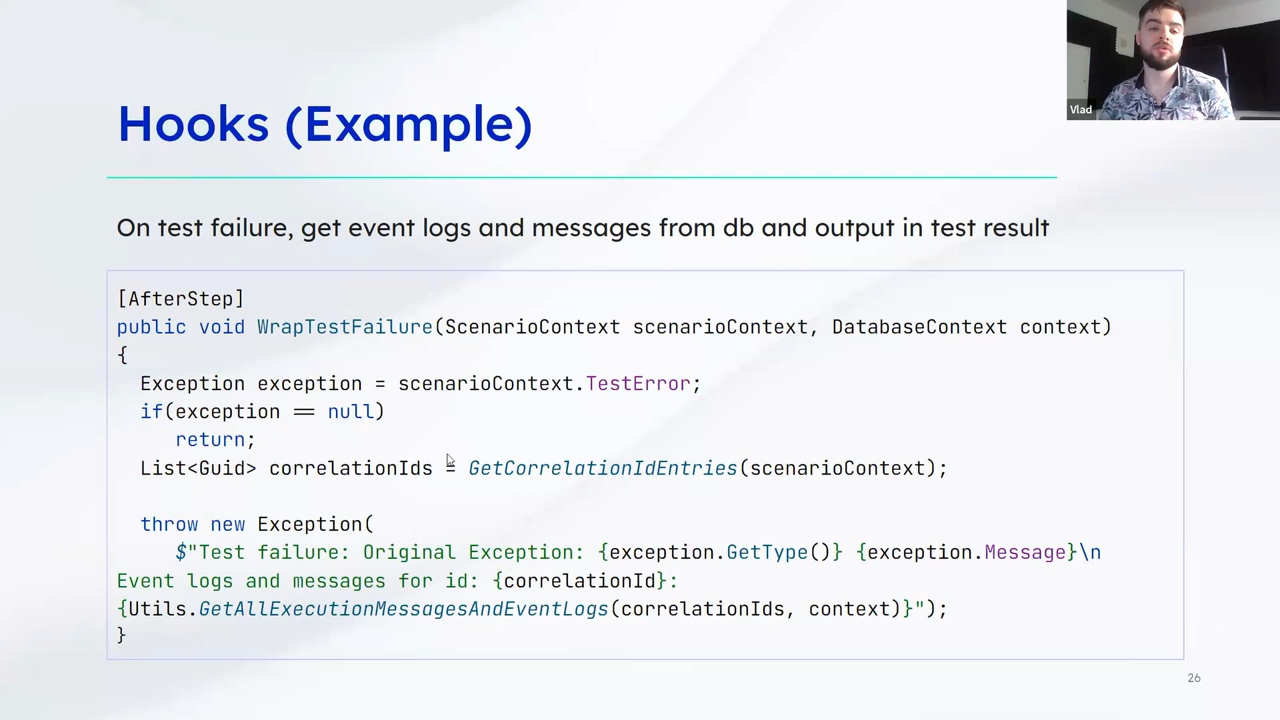 Vlad
Hooks (Example)
On test failure, get event logs and messages from db and output in test result
[AfterStep]
public void WrapTestFailure(ScenarioContext scenarioContext, DatabaseContext context)
{
Exception exception = scenarioContext.TestError;
if(exception == null)
return;
List<Guid> correlationIds = GetCorrelationIdEntries(scenarioContext);
throw new Exception(
$"Test failure: Original Exception: {exception.GetType()} {exception.Message}\n
Event logs and messages for id: {correlationId}:
{Utils.GetAllExecutionMessagesAndEventLogs(correlationIds, context)}");
}
26